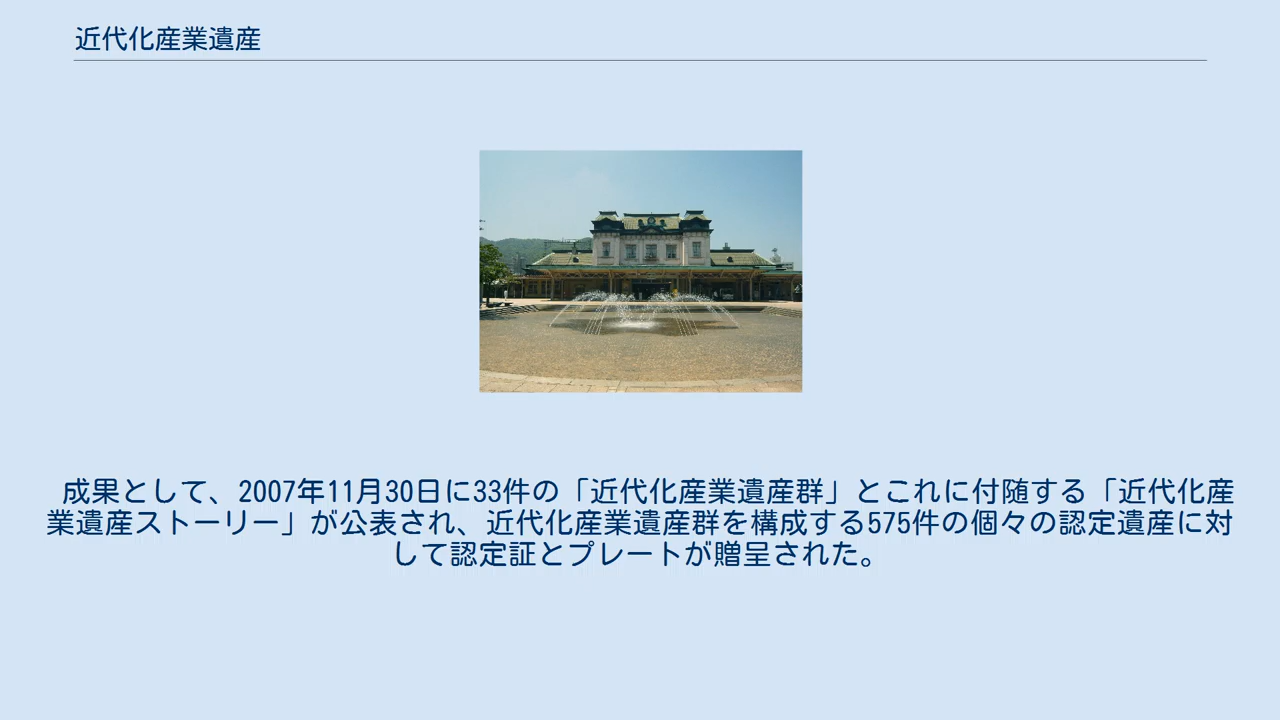 近代化産業遺産
成果として、2007年11月30日に33件の「近代化産業遺産群」とこれに付随する「近代化産
業遺産ストーリー」が公表され、近代化産業遺産群を構成する575件の個々の認定遺産に対
して認定証とプレートが贈呈された。